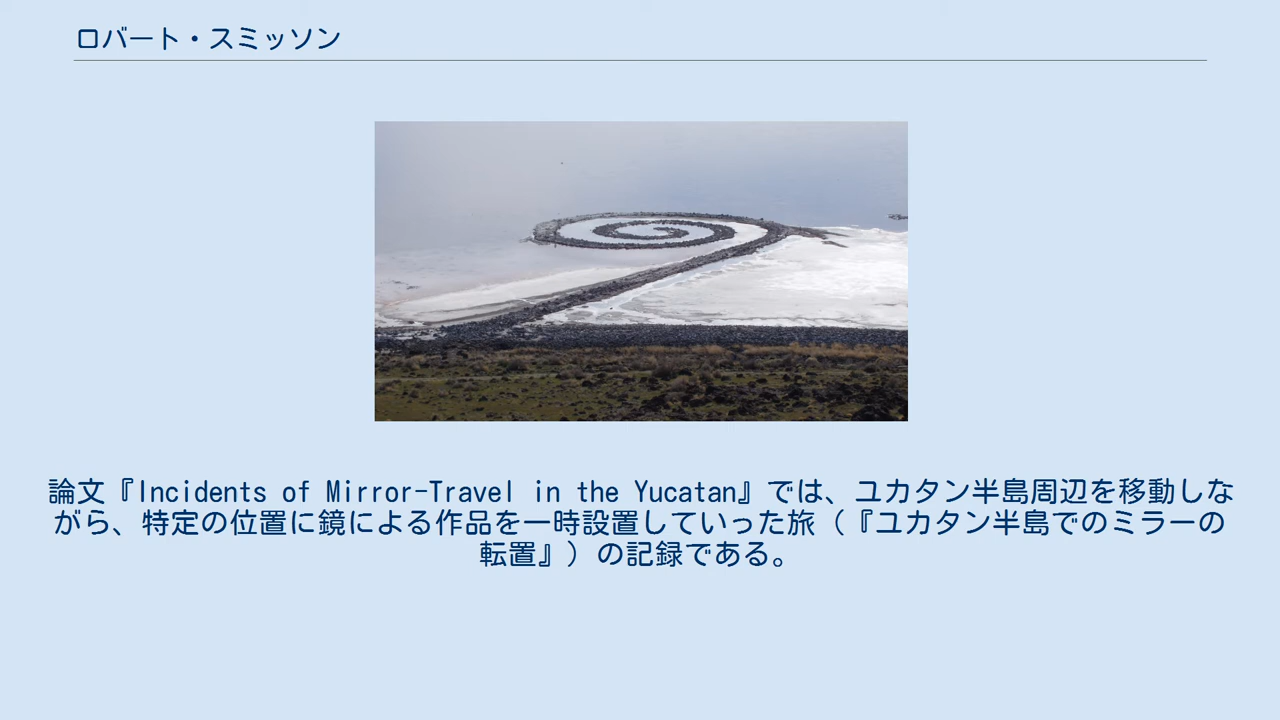 ロバート・スミッソン
論文『Incidents of Mirror-Travel in the Yucatan』では、ユカタン半島周辺を移動しな
がら、特定の位置に鏡による作品を一時設置していった旅（『ユカタン半島でのミラーの
転置』）の記録である。